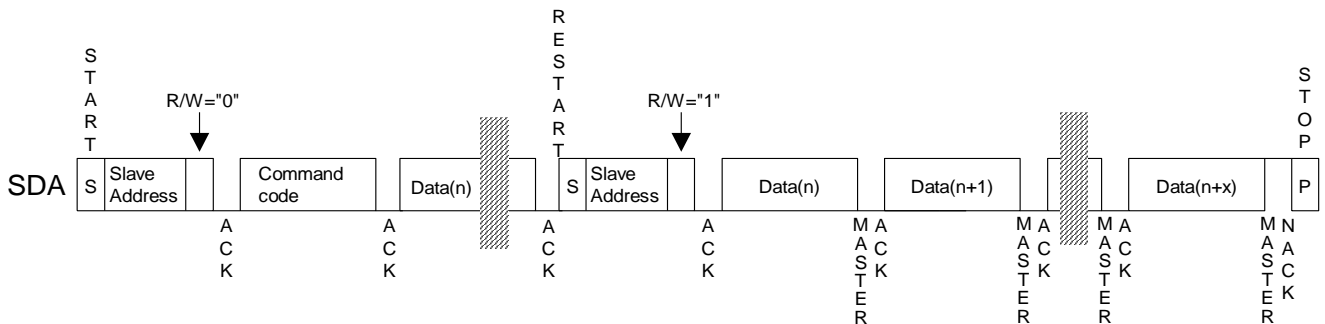 START
RESTART
STOP
R/W="0"
R/W="1"
SDA
S
Slave
Address
Command
code
Data(n)
S
Slave
Address
Data(n)
Data(n+1)
Data(n+x)
P
ACK
ACK
ACK
ACK
MASTER
ACK
MASTER
ACK
MASTER
ACK
MASTER
NACK